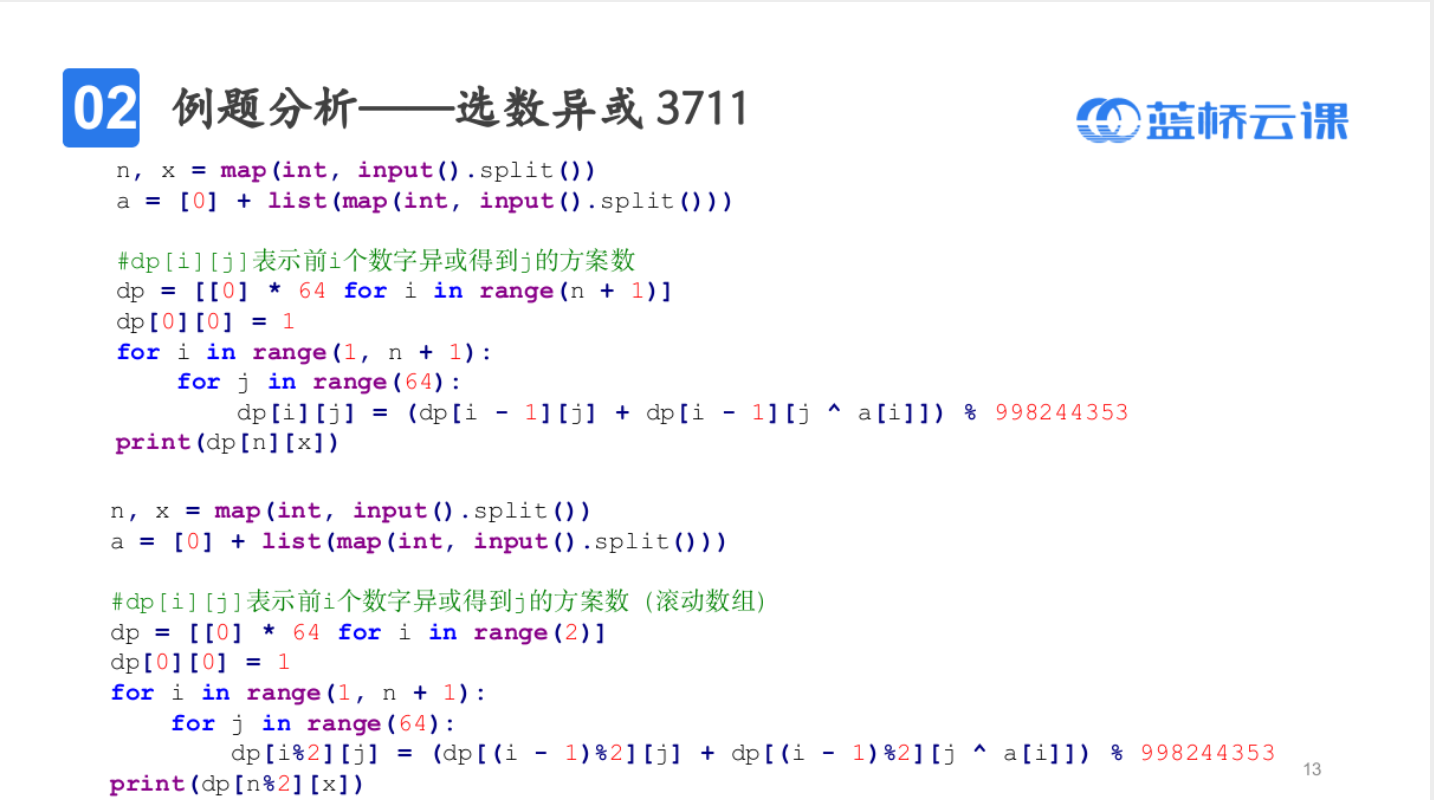 02 例题分析——选数异或 3711
蓝桥云课
n, x = map(int, input().split())
a = [0] + list(map(int, input().split()))
#dp[i][j]表示前i个数字异或得到j的方案数
dp = [[0] * 64 for i in range(n + 1)]
dp[0][0] = 1
for i in range(1, n + 1):
    for j in range(64):
        dp[i][j] = (dp[i - 1][j] + dp[i - 1][j ^ a[i]]) % 998244353
print(dp[n][x])
n, x = map(int, input().split())
a = [0] + list(map(int, input().split()))
#dp[i][j]表示前i个数字异或得到j的方案数（滚动数组）
dp = [[0] * 64 for i in range(2)]
dp[0][0] = 1
for i in range(1, n + 1):
    for j in range(64):
        dp[i%2][j] = (dp[(i - 1)%2][j] + dp[(i - 1)%2][j ^ a[i]]) % 998244353
print(dp[n%2][x])
13